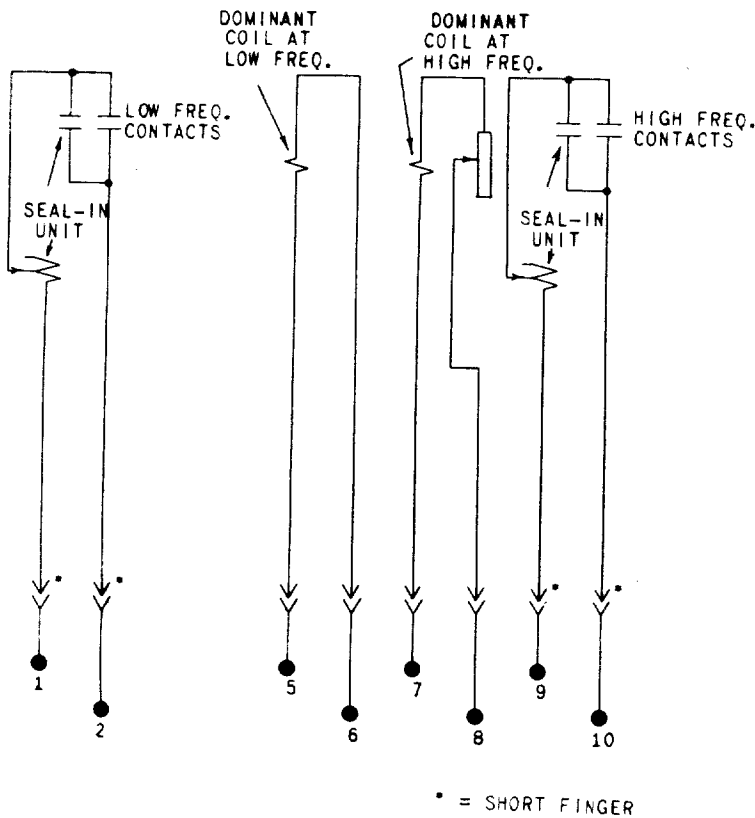 DOMINANT
COIL AT
LOW FREQ.
DOMINANT
COIL AT
HIGH FREQ.
LOW FREQ.
CONTACTS
HIGH FREQ.
CONTACTS
SEAL-IN
UNIT
SEAL-IN
UNIT
* *
* *
1
5
7
9
2
6
8
10
* = SHORT FINGER